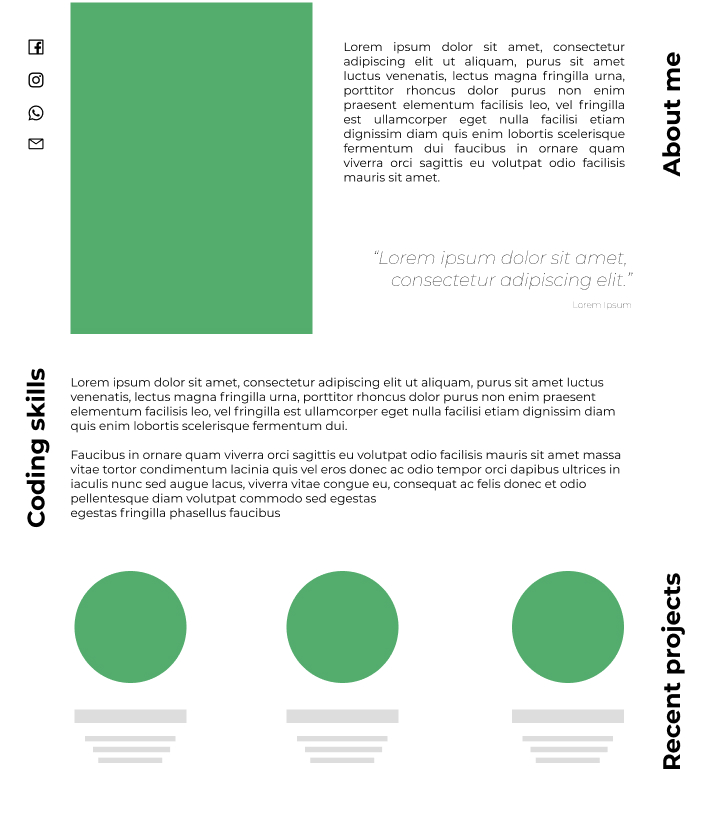 Lorem ipsum dolor sit amet, consectetur
adipiscing elit ut aliquam, purus sit amet
luctus venenatis, lectus magna fringilla urna,
porttitor rhoncus dolor purus non enim
praesent elementum facilisis leo, vel fringilla
est ullamcorper eget nulla facilisi etiam
dignissim diam quis enim lobortis scelerisque
fermentum dui faucibus in ornare quam
viverra orci sagittis eu volutpat odio facilisis
mauris sit amet.
About me
“Lorem ipsum dolor sit amet,
consectetur adipiscing elit.”
Lorem Ipsum
Coding skills
Lorem ipsum dolor sit amet, consectetur adipiscing elit ut aliquam, purus sit amet luctus
venenatis, lectus magna fringilla urna, porttitor rhoncus dolor purus non enim praesent
elementum facilisis leo, vel fringilla est ullamcorper eget nulla facilisi etiam dignissim diam
quis enim lobortis scelerisque fermentum dui.
Faucibus in ornare quam viverra orci sagittis eu volutpat odio facilisis mauris sit amet massa
vitae tortor condimentum lacinia quis vel eros donec ac odio tempor orci dapibus ultrices in
iaculis nunc sed augue lacus, viverra vitae congue eu, consequat ac felis donec et odio
pellentesque diam volutpat commodo sed egestas
egestas fringilla phasellus faucibus
Recent projects